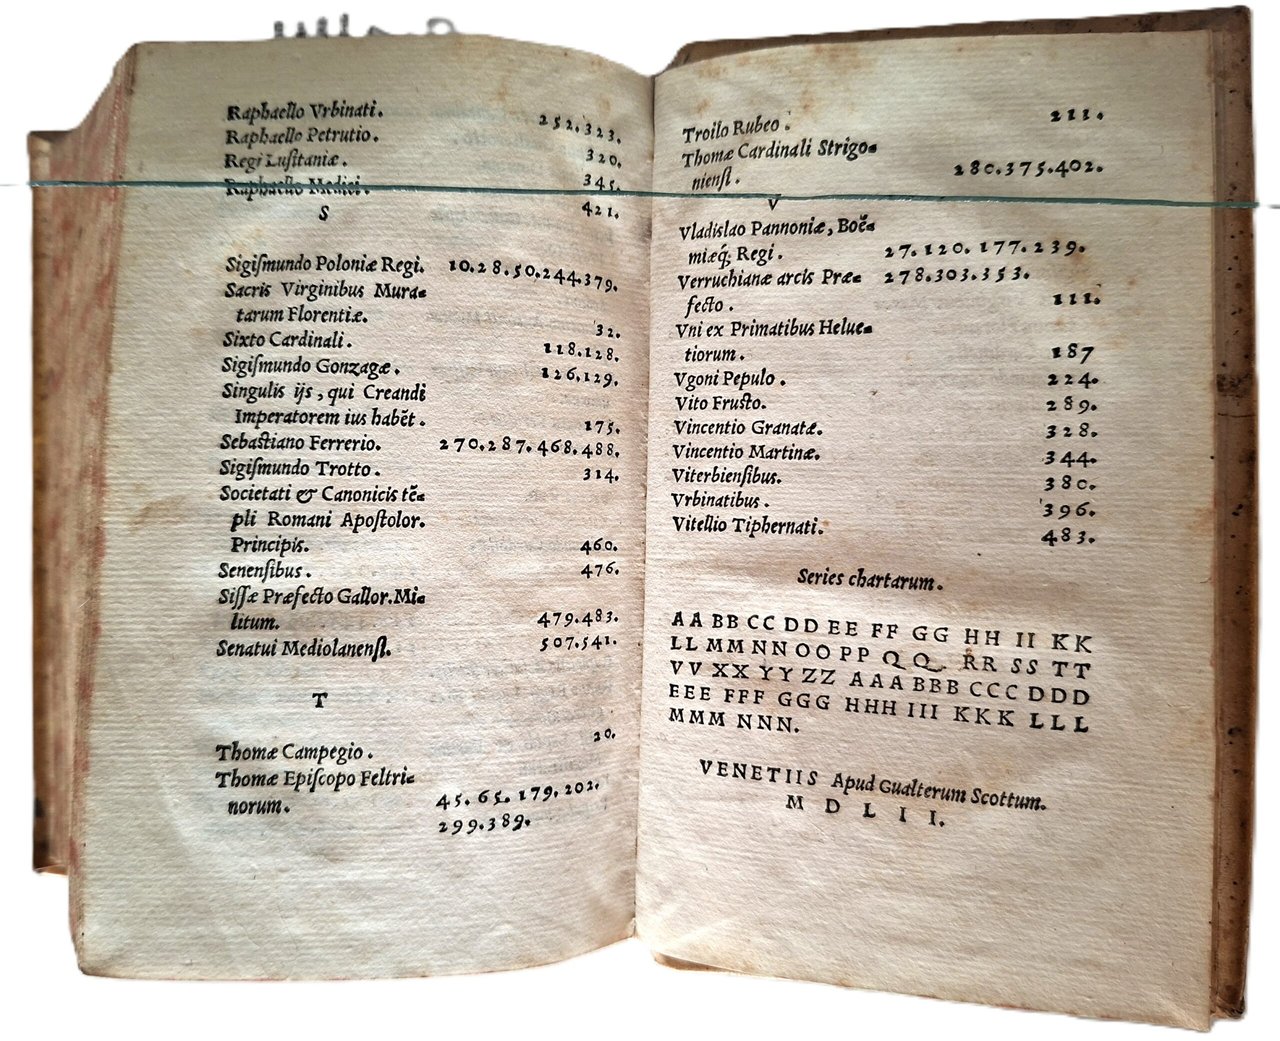 Raphaello Vrbinati. 252.323.
Raphaello Petrutio. 320.
Regi Lusitaniæ. 345.
Raphaello Medici. 421.
S
Sigiſmundo Poloniæ Regi. 10.28.50.244.379.
Sacris Virginibus Mura-
tarum Florentiæ. 32.
Sixto Cardinali. 118.128.
Sigiſmundo Gonzagæ. 126.129.
Singulis ijs, qui Creandi
Imperatorem ius habēt. 175.
Sebaſtiano Ferrerio. 270.287.468.488.
Sigiſmundo Trotto. 314.
Societati & Canonicis tē-
pli Romani Apoſtolor.
Principis. 460.
Senenſibus. 476.
Siſſæ Præfecto Gallor. Mi-
litum. 479.483.
Senatui Mediolanenſi. 507.541.
T
Thomæ Campegio. 20.
Thomæ Epiſcopo Feltri-
norum. 45.65.179.202.
299.389.
Troilo Rubeo. 211.
Thomæ Cardinali Strigo-
nienſi. 280.375.402.
V
Vladislao Pannoniæ, Boē-
miæq́; Regi. 27.120.177.239.
278.303.353.
Verruchianæ arcis Præ-
fecto. 111.
Vni ex Primatibus Helue-
tiorum. 187
Vgoni Pepulo. 224.
Vito Fruſto. 289.
Vincentio Granatæ. 328.
Vincentio Martinæ. 344.
Viterbienſibus. 380.
Vrbinatibus. 396.
Vitellio Tiphernati. 483.
Series chartarum.
AA BB CC DD EE FF GG HH II KK
LL MM NN OO PP QQ RR SS TT
VV XX YY ZZ AAA BBB CCC DDD
EEE FFF GGG HHH III KKK LLL
MMM NNN.
VENETIIS Apud Gualterum Scottum.
M D L I I.